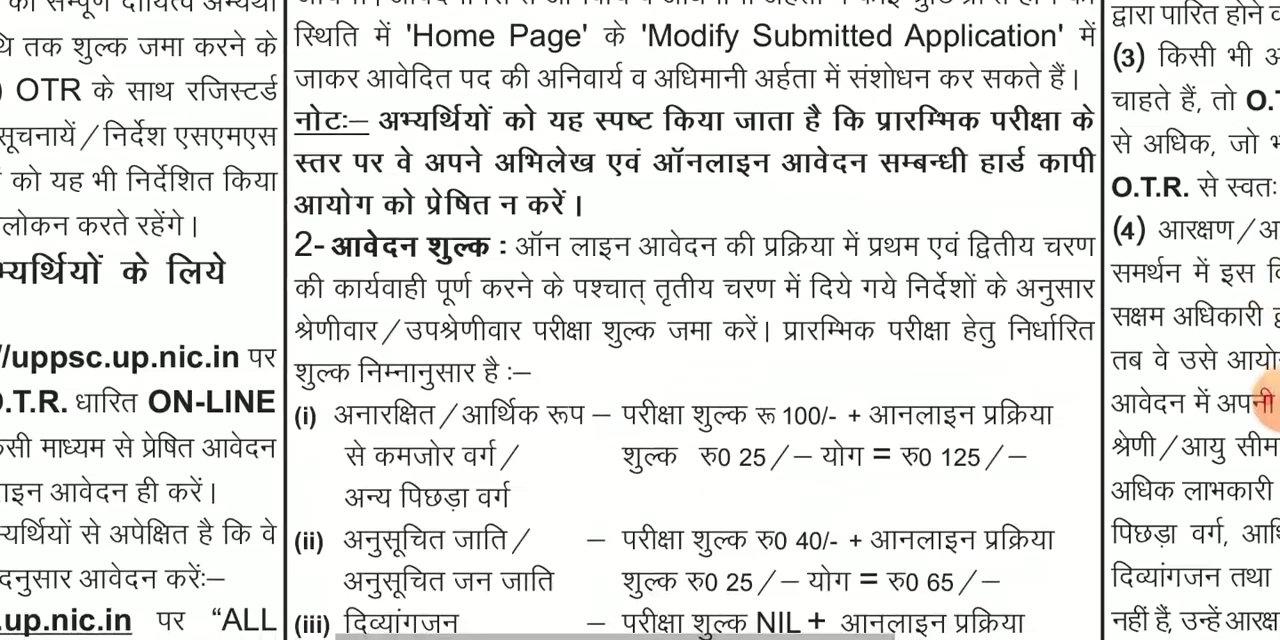 थि तक शुल्क जमा करने के
OTR के साथ रजिस्टर्ड
सूचनायें/निर्देश एसएमएस
को यह भी निर्देशित किया
लोकन करते रहेंगे।
भ्यर्थियों के लिये
//uppsc.up.nic.in पर
O.T.R. धारित ON-LINE
सी माध्यम से प्रेषित आवेदन
आवेदन ही करें।
भ्यर्थियों से अपेक्षित है कि वे
आवेदन करेंः–
.up.nic.in पर “ALL
स्थिति में 'Home Page' के 'Modify Submitted Application' में
जाकर आवेदित पद की अनिवार्य व अधिमानी अर्हता में संशोधन कर सकते हैं।
नोटः– अभ्यर्थियों को यह स्पष्ट किया जाता है कि प्रारम्भिक परीक्षा के
स्तर पर वे अपने अभिलेख एवं ऑनलाइन आवेदन सम्बन्धी हार्ड कापी
आयोग को प्रेषित न करें।
2- आवेदन शुल्क : ऑन लाइन आवेदन की प्रक्रिया में प्रथम एवं द्वितीय चरण
की कार्यवाही पूर्ण करने के पश्चात् तृतीय चरण में दिये गये निर्देशों के अनुसार
श्रेणीवार/उपश्रेणीवार परीक्षा शुल्क जमा करें। प्रारम्भिक परीक्षा हेतु निर्धारित
शुल्क निम्नानुसार है :–
(i) अनारक्षित/आर्थिक रूप – परीक्षा शुल्क रू 100/- + आनलाइन प्रक्रिया
से कमजोर वर्ग/ शुल्क रु0 25/– योग = रु0 125/–
अन्य पिछड़ा वर्ग
(ii) अनुसूचित जाति/ – परीक्षा शुल्क रु0 40/- + आनलाइन प्रक्रिया
अनुसूचित जन जाति शुल्क रु0 25/– योग = रु0 65/–
(iii) दिव्यांगजन – परीक्षा शुल्क NIL + आनलाइन प्रक्रिया
द्वारा पारित होने
(3) किसी भी
चाहते हैं, तो O.
से अधिक, जो
O.T.R. से स्वतः
(4) आरक्षण/
समर्थन में इस
सक्षम अधिकारी
तब वे उसे
आवेदन में अपनी
श्रेणी/आयु
अधिक लाभकारी
पिछड़ा वर्ग,
दिव्यांगजन तथा
नहीं हैं, उन्हें